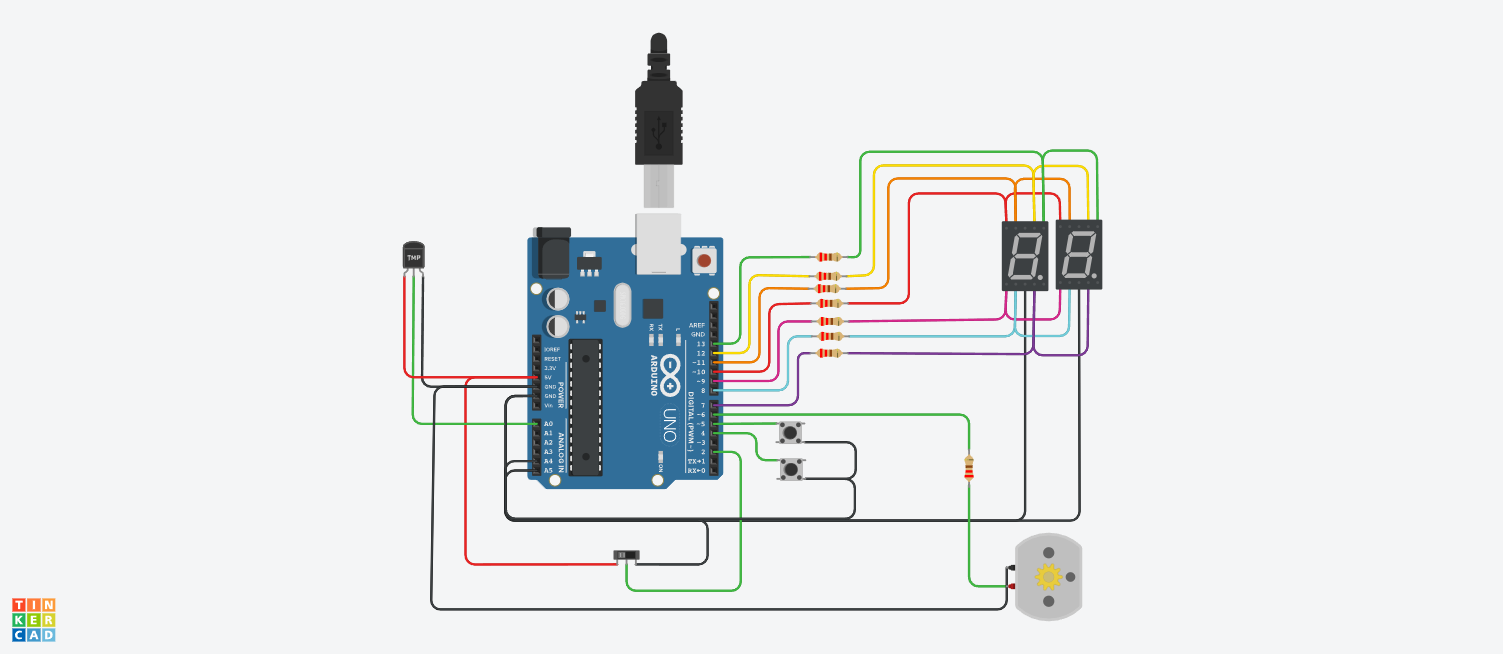 TMP
IOREF
RESET
3.3V
5V
GND
GND
Vin
POWER
A0
A1
A2
A3
A4
A5
ANALOG IN
RX
TX
L
ARDUINO
UNO
ON
AREF
GND
13
12
~11
~10
~9
8
7
~6
~5
4
~3
2
TX→1
RX←0
DIGITAL (PWM~)
TIN
KER
CAD